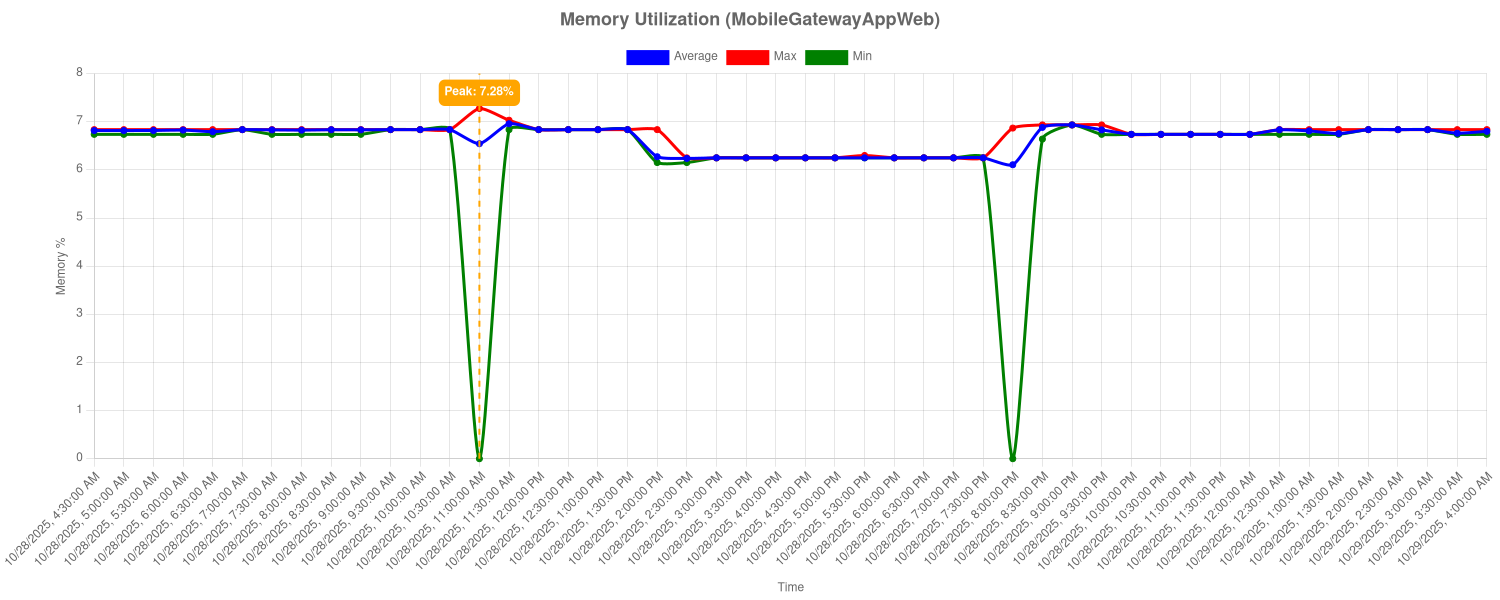 Memory Utilization (MobileGatewayAppWeb)
Average Max Min
Peak: 7.28%
8
7
6
5
4
3
2
1
0
Memory %
10/28/2025, 4:30:00 AM
10/28/2025, 5:00:00 AM
10/28/2025, 5:30:00 AM
10/28/2025, 6:00:00 AM
10/28/2025, 6:30:00 AM
10/28/2025, 7:00:00 AM
10/28/2025, 7:30:00 AM
10/28/2025, 8:00:00 AM
10/28/2025, 8:30:00 AM
10/28/2025, 9:00:00 AM
10/28/2025, 9:30:00 AM
10/28/2025, 10:00:00 AM
10/28/2025, 10:30:00 AM
10/28/2025, 11:00:00 AM
10/28/2025, 11:30:00 AM
10/28/2025, 12:00:00 PM
10/28/2025, 12:30:00 PM
10/28/2025, 1:00:00 PM
10/28/2025, 1:30:00 PM
10/28/2025, 2:00:00 PM
10/28/2025, 2:30:00 PM
10/28/2025, 3:00:00 PM
10/28/2025, 3:30:00 PM
10/28/2025, 4:00:00 PM
10/28/2025, 4:30:00 PM
10/28/2025, 5:00:00 PM
10/28/2025, 5:30:00 PM
10/28/2025, 6:00:00 PM
10/28/2025, 6:30:00 PM
10/28/2025, 7:00:00 PM
10/28/2025, 7:30:00 PM
10/28/2025, 8:00:00 PM
10/28/2025, 8:30:00 PM
10/28/2025, 9:00:00 PM
10/28/2025, 9:30:00 PM
10/28/2025, 10:00:00 PM
10/28/2025, 10:30:00 PM
10/28/2025, 11:00:00 PM
10/28/2025, 11:30:00 PM
10/29/2025, 12:00:00 AM
10/29/2025, 12:30:00 AM
10/29/2025, 1:00:00 AM
10/29/2025, 1:30:00 AM
10/29/2025, 2:00:00 AM
10/29/2025, 2:30:00 AM
10/29/2025, 3:00:00 AM
10/29/2025, 3:30:00 AM
10/29/2025, 4:00:00 AM
Time